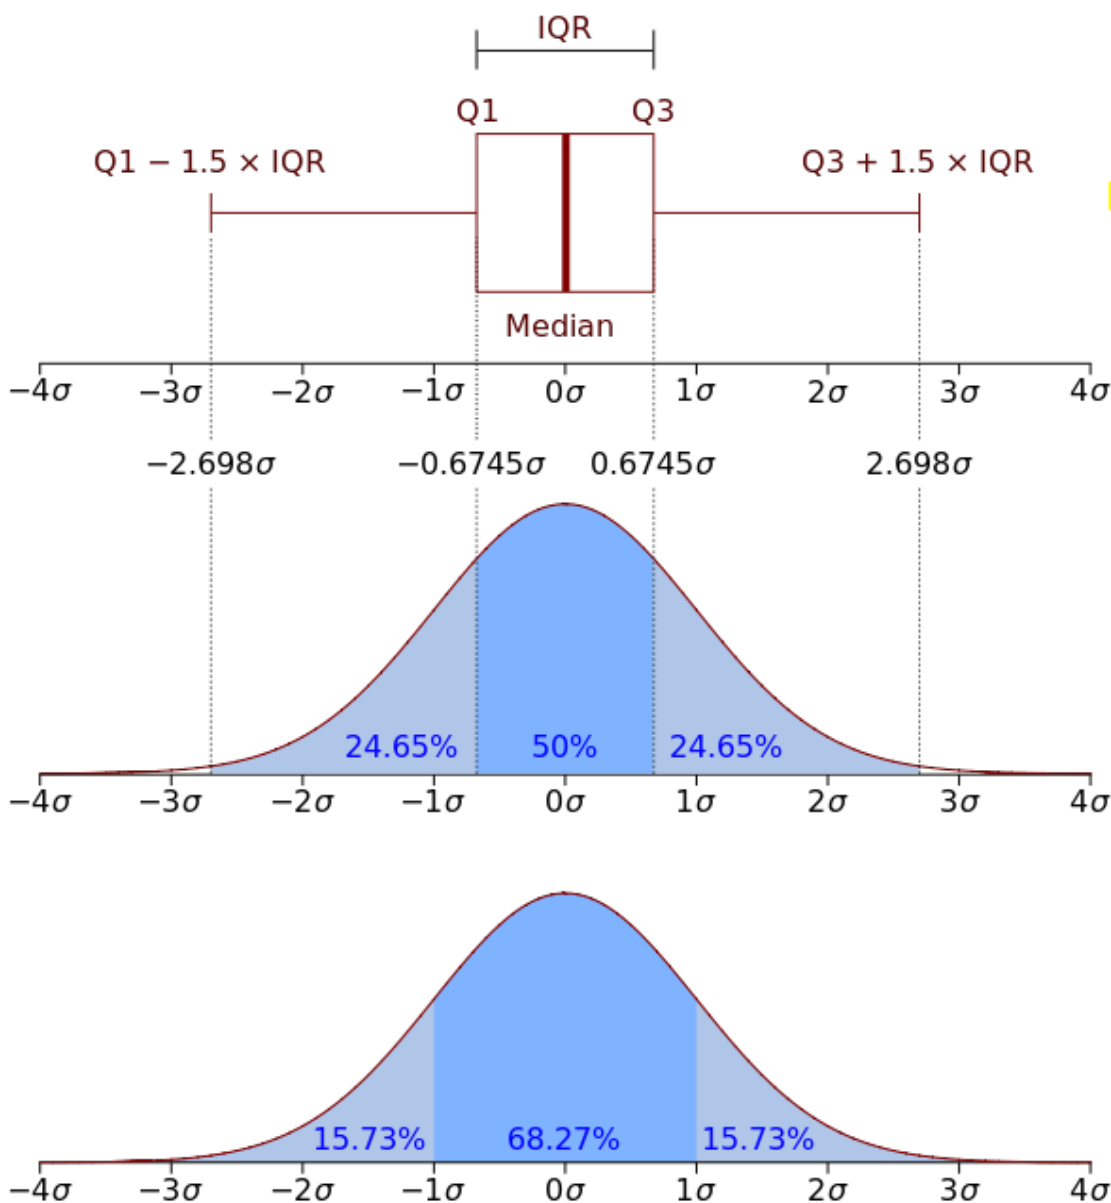 IQR
Q1 Q3
Q1 − 1.5 × IQR Q3 + 1.5 × IQR
Median
−4σ −3σ −2σ −1σ 0σ 1σ 2σ 3σ 4σ
−2.698σ −0.6745σ 0.6745σ 2.698σ
24.65% 50% 24.65%
−4σ −3σ −2σ −1σ 0σ 1σ 2σ 3σ 4σ
15.73% 68.27% 15.73%
−4σ −3σ −2σ −1σ 0σ 1σ 2σ 3σ 4σ